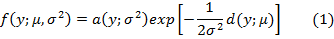 f(y; μ, σ²) = a(y; σ²)exp[−1/2σ² d(y; μ)] (1)